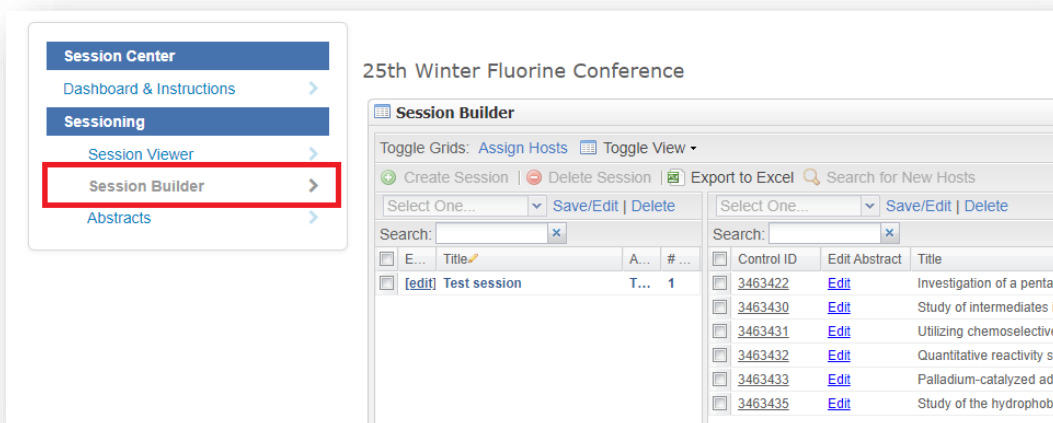 Session Center
Dashboard & Instructions
Sessioning
Session Viewer
Session Builder
Abstracts
25th Winter Fluorine Conference
Session Builder
Toggle Grids: Assign Hosts Toggle View
Create Session | Delete Session | Export to Excel Search for New Hosts
Select One... Save/Edit | Delete
Search:
E... Title A... # ...
[edit] Test session T... 1
Select One... Save/Edit | Delete
Search:
Control ID Edit Abstract Title
3463422 Edit Investigation of a penta
3463430 Edit Study of intermediates
3463431 Edit Utilizing chemoselective
3463432 Edit Quantitative reactivity s
3463433 Edit Palladium-catalyzed ad
3463435 Edit Study of the hydrophob